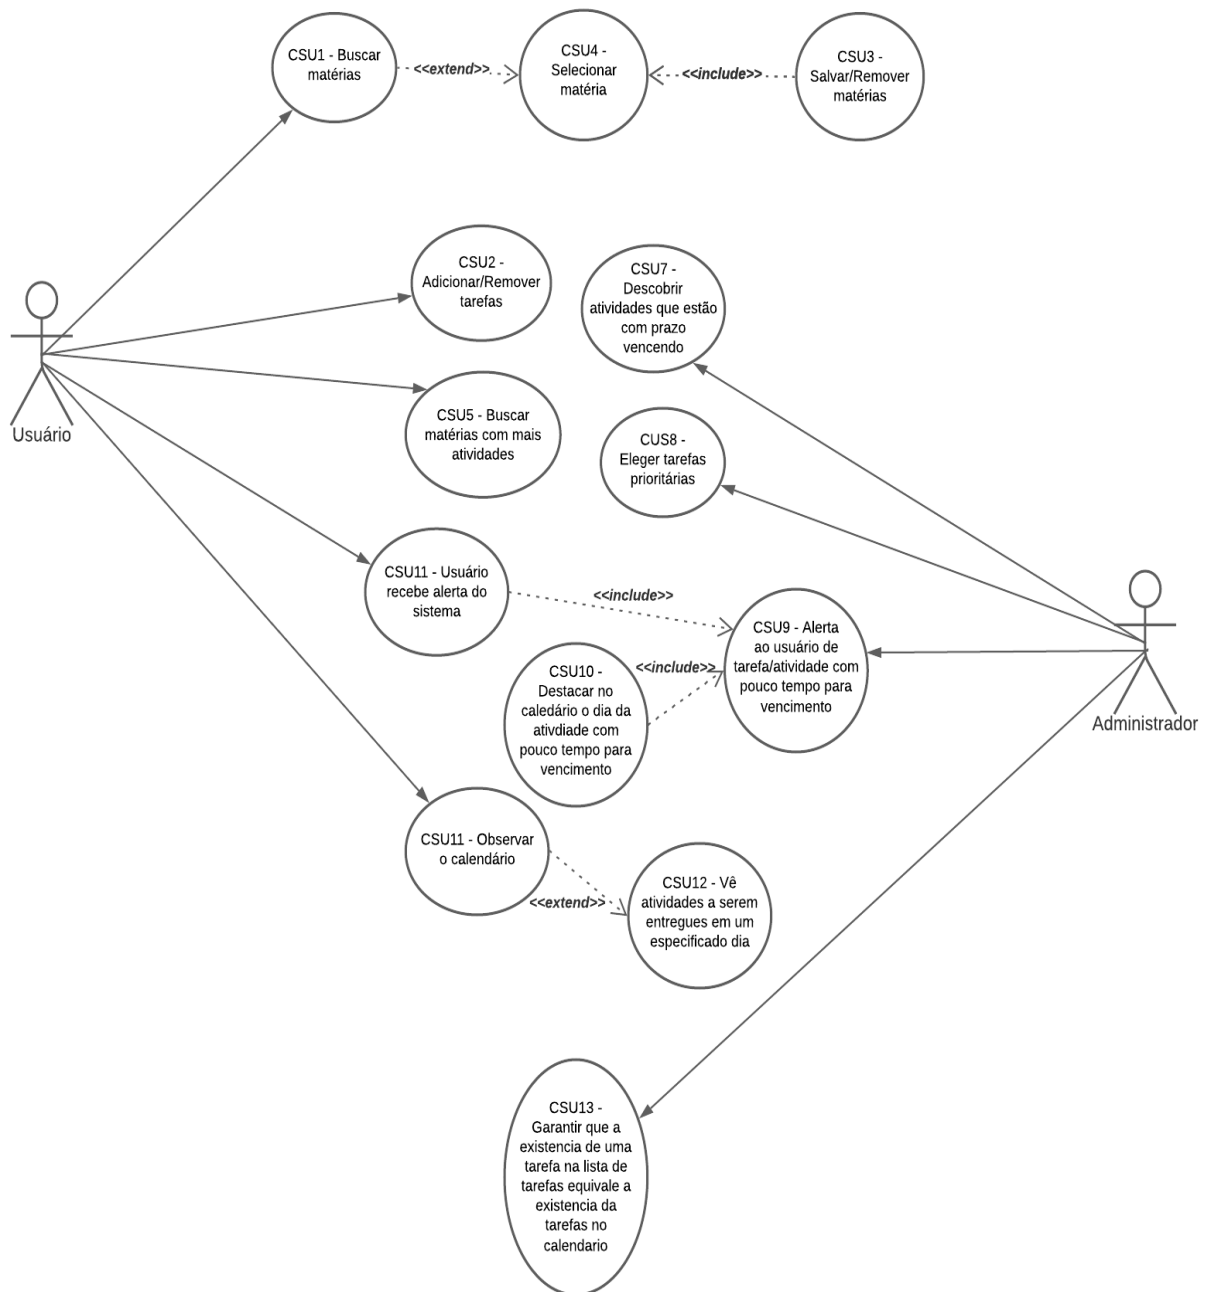 CSU1 - Buscar
matérias
<<extend>>
CSU4 -
Selecionar
matéria
<<include>>
CSU3 -
Salvar/Remover
matérias
CSU2 -
Adicionar/Remover
tarefas
CSU7 -
Descobrir
atividades que estão
com prazo
vencendo
Usuário
CSU5 - Buscar
matérias com mais
atividades
CUS8 -
Eleger tarefas
prioritárias
CSU11 - Usuário
recebe alerta do
sistema
<<include>>
CSU9 - Alerta
ao usuário de
tarefa/atividade com
pouco tempo para
vencimento
<<include>>
CSU10 -
Destacar no
caledário o dia da
ativdiade com
pouco tempo para
vencimento
Administrador
CSU11 - Observar
o calendário
<<extend>>
CSU12 - Vê
atividades a serem
entregues em um
especificado dia
CSU13 -
Garantir que a
existencia de uma
tarefa na lista de
tarefas equivale a
existencia da
tarefas no
calendario